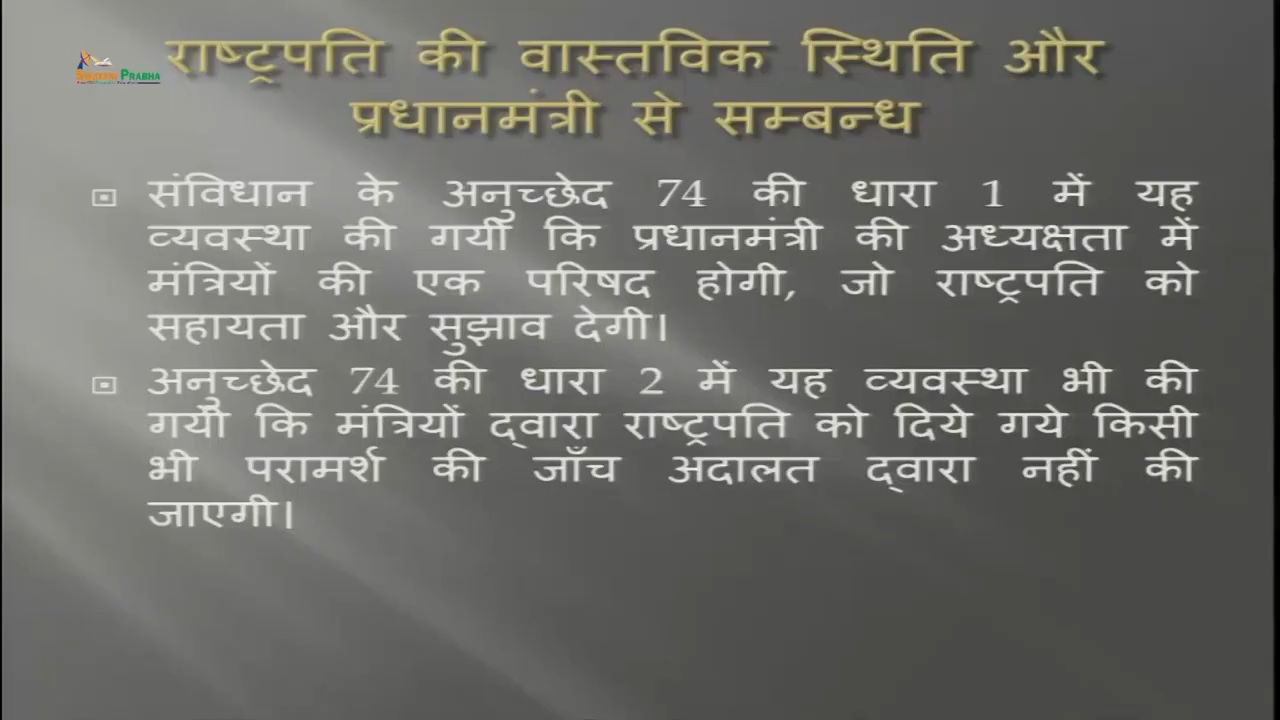 SWAYAM PRABHA
राष्ट्रपति की वास्तविक स्थिति और
प्रधानमंत्री से सम्बन्ध
संविधान के अनुच्छेद 74 की धारा 1 में यह
व्यवस्था की गयी कि प्रधानमंत्री की अध्यक्षता में
मंत्रियों की एक परिषद होगी, जो राष्ट्रपति को
सहायता और सुझाव देगी।
अनुच्छेद 74 की धारा 2 में यह व्यवस्था भी की
गयी कि मंत्रियों द्वारा राष्ट्रपति को दिये गये किसी
भी परामर्श की जाँच अदालत द्वारा नहीं की
जाएगी।